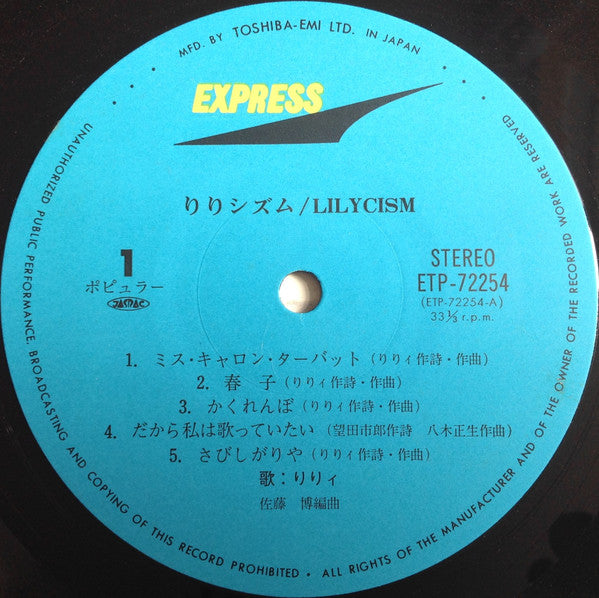 MFD. BY TOSHIBA-EMI LTD. IN JAPAN
EXPRESS
りりシズム/LILYCISM
1
ポピュラー
JASRAC
STEREO
ETP-72254
(ETP-72254-A)
33⅓ r.p.m.
1. ミス・キャロン・ターバット(りりィ作詩・作曲)
2. 春 子(りりィ作詩・作曲)
3. かくれんぼ(りりィ作詩・作曲)
4. だから私は歌っていたい(望田市郎作詩 八木正生作曲)
5. さびしがりや(りりィ作詩・作曲)
歌:りりィ
佐藤 博編曲
UNAUTHORIZED PUBLIC PERFORMANCE, BROADCASTING AND COPYING OF THIS RECORD PROHIBITED • ALL RIGHTS OF THE MANUFACTURER AND OF THE OWNER OF THE RECORDED WORK ARE RESERVED